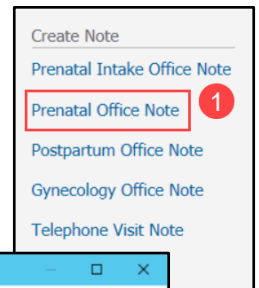 Create Note
Prenatal Intake Office Note
Prenatal Office Note 1
Postpartum Office Note
Gynecology Office Note
Telephone Visit Note